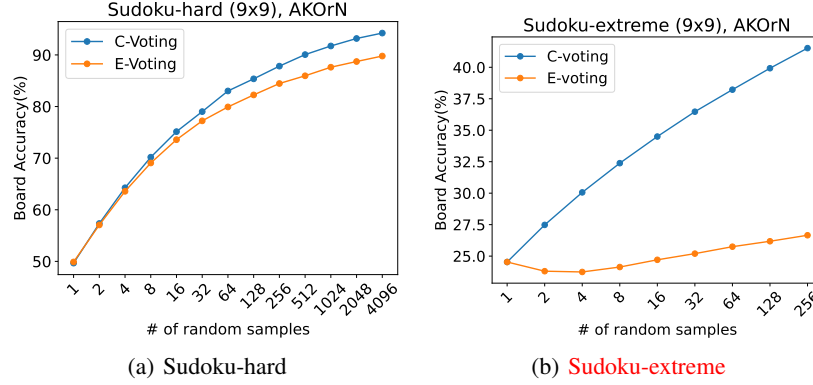 Sudoku-hard (9x9), AKOrN
C-Voting
E-Voting
Board Accuracy(%)
90
80
70
60
50
1
2
4
8
16
32
64
128
256
512
1024
2048
4096
# of random samples
(a) Sudoku-hard
Sudoku-extreme (9x9), AKOrN
C-voting
E-voting
Board Accuracy(%)
40.0
37.5
35.0
32.5
30.0
27.5
25.0
1
2
4
8
16
32
64
128
256
# of random samples
(b) Sudoku-extreme